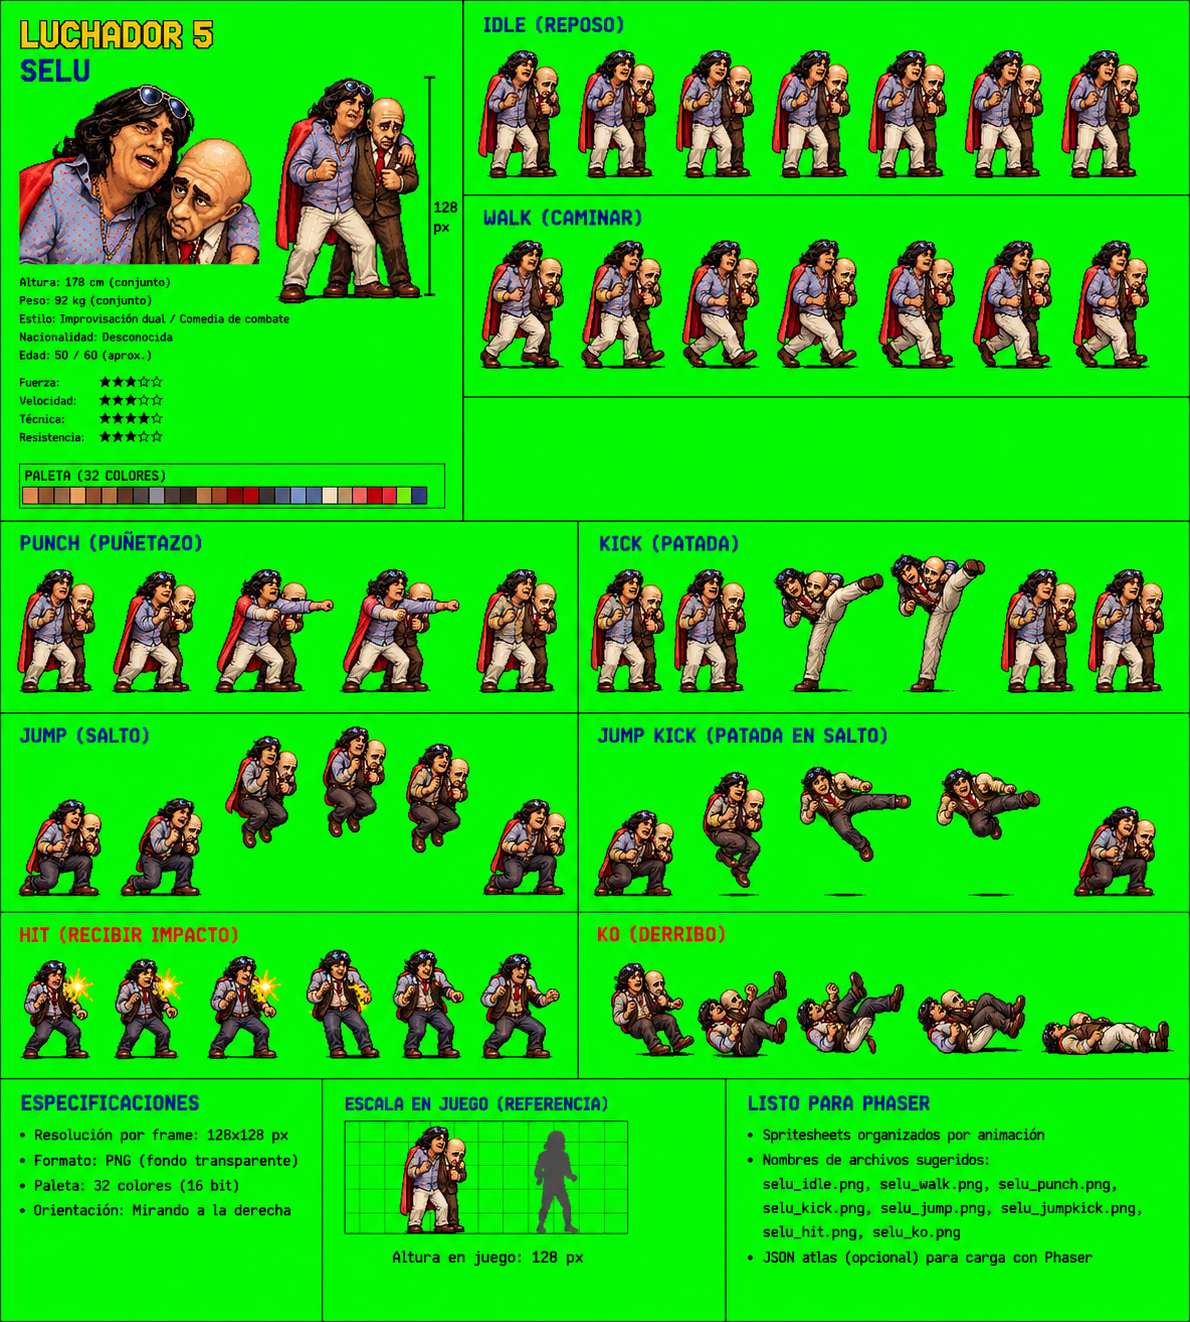 LUCHADOR 5
SELU
128
px
Altura: 178 cm (conjunto)
Peso: 92 kg (conjunto)
Estilo: Improvisación dual / Comedia de combate
Nacionalidad: Desconocida
Edad: 50 / 60 (aprox.)
Fuerza: ★★★☆☆
Velocidad: ★★★☆☆
Técnica: ★★★★☆
Resistencia: ★★★☆☆
PALETA (32 COLORES)
IDLE (REPOSO)
WALK (CAMINAR)
PUNCH (PUÑETAZO)
KICK (PATADA)
JUMP (SALTO)
JUMP KICK (PATADA EN SALTO)
HIT (RECIBIR IMPACTO)
KO (DERRIBO)
ESPECIFICACIONES
• Resolución por frame: 128x128 px
• Formato: PNG (fondo transparente)
• Paleta: 32 colores (16 bit)
• Orientación: Mirando a la derecha
ESCALA EN JUEGO (REFERENCIA)
Altura en juego: 128 px
LISTO PARA PHASER
• Spritesheets organizados por animación
• Nombres de archivos sugeridos:
selu_idle.png, selu_walk.png, selu_punch.png,
selu_kick.png, selu_jump.png, selu_jumpkick.png,
selu_hit.png, selu_ko.png
• JSON atlas (opcional) para carga con Phaser